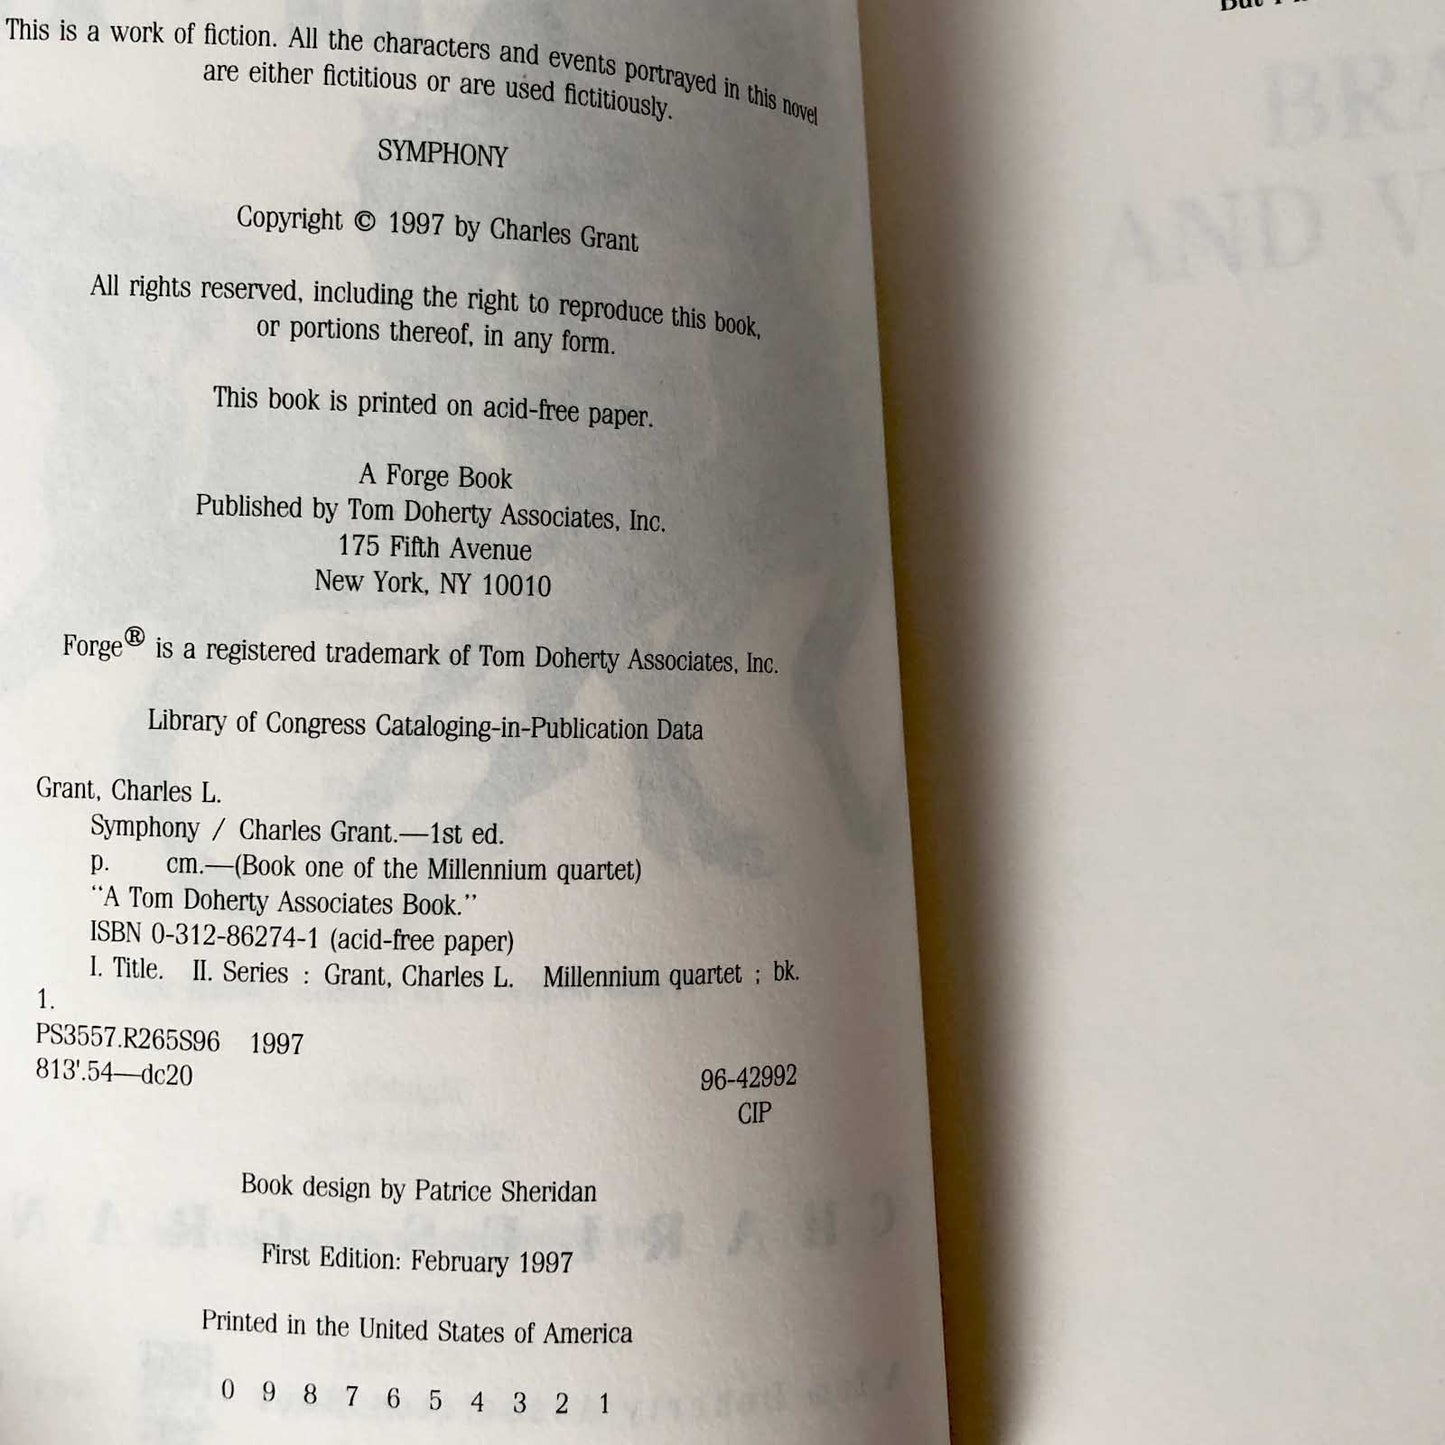 This is a work of fiction. All the characters and events portrayed in this novel
are either fictitious or are used fictitiously.
SYMPHONY
Copyright © 1997 by Charles Grant
All rights reserved, including the right to reproduce this book,
or portions thereof, in any form.
This book is printed on acid-free paper.
A Forge Book
Published by Tom Doherty Associates, Inc.
175 Fifth Avenue
New York, NY 10010
Forge® is a registered trademark of Tom Doherty Associates, Inc.
Library of Congress Cataloging-in-Publication Data
Grant, Charles L.
Symphony / Charles Grant.—1st ed.
p. cm.—(Book one of the Millennium quartet)
“A Tom Doherty Associates Book.”
ISBN 0-312-86274-1 (acid-free paper)
I. Title. II. Series : Grant, Charles L. Millennium quartet ; bk.
1.
PS3557.R265S96 1997
813'.54—dc20 96-42992
CIP
Book design by Patrice Sheridan
First Edition: February 1997
Printed in the United States of America
0 9 8 7 6 5 4 3 2 1